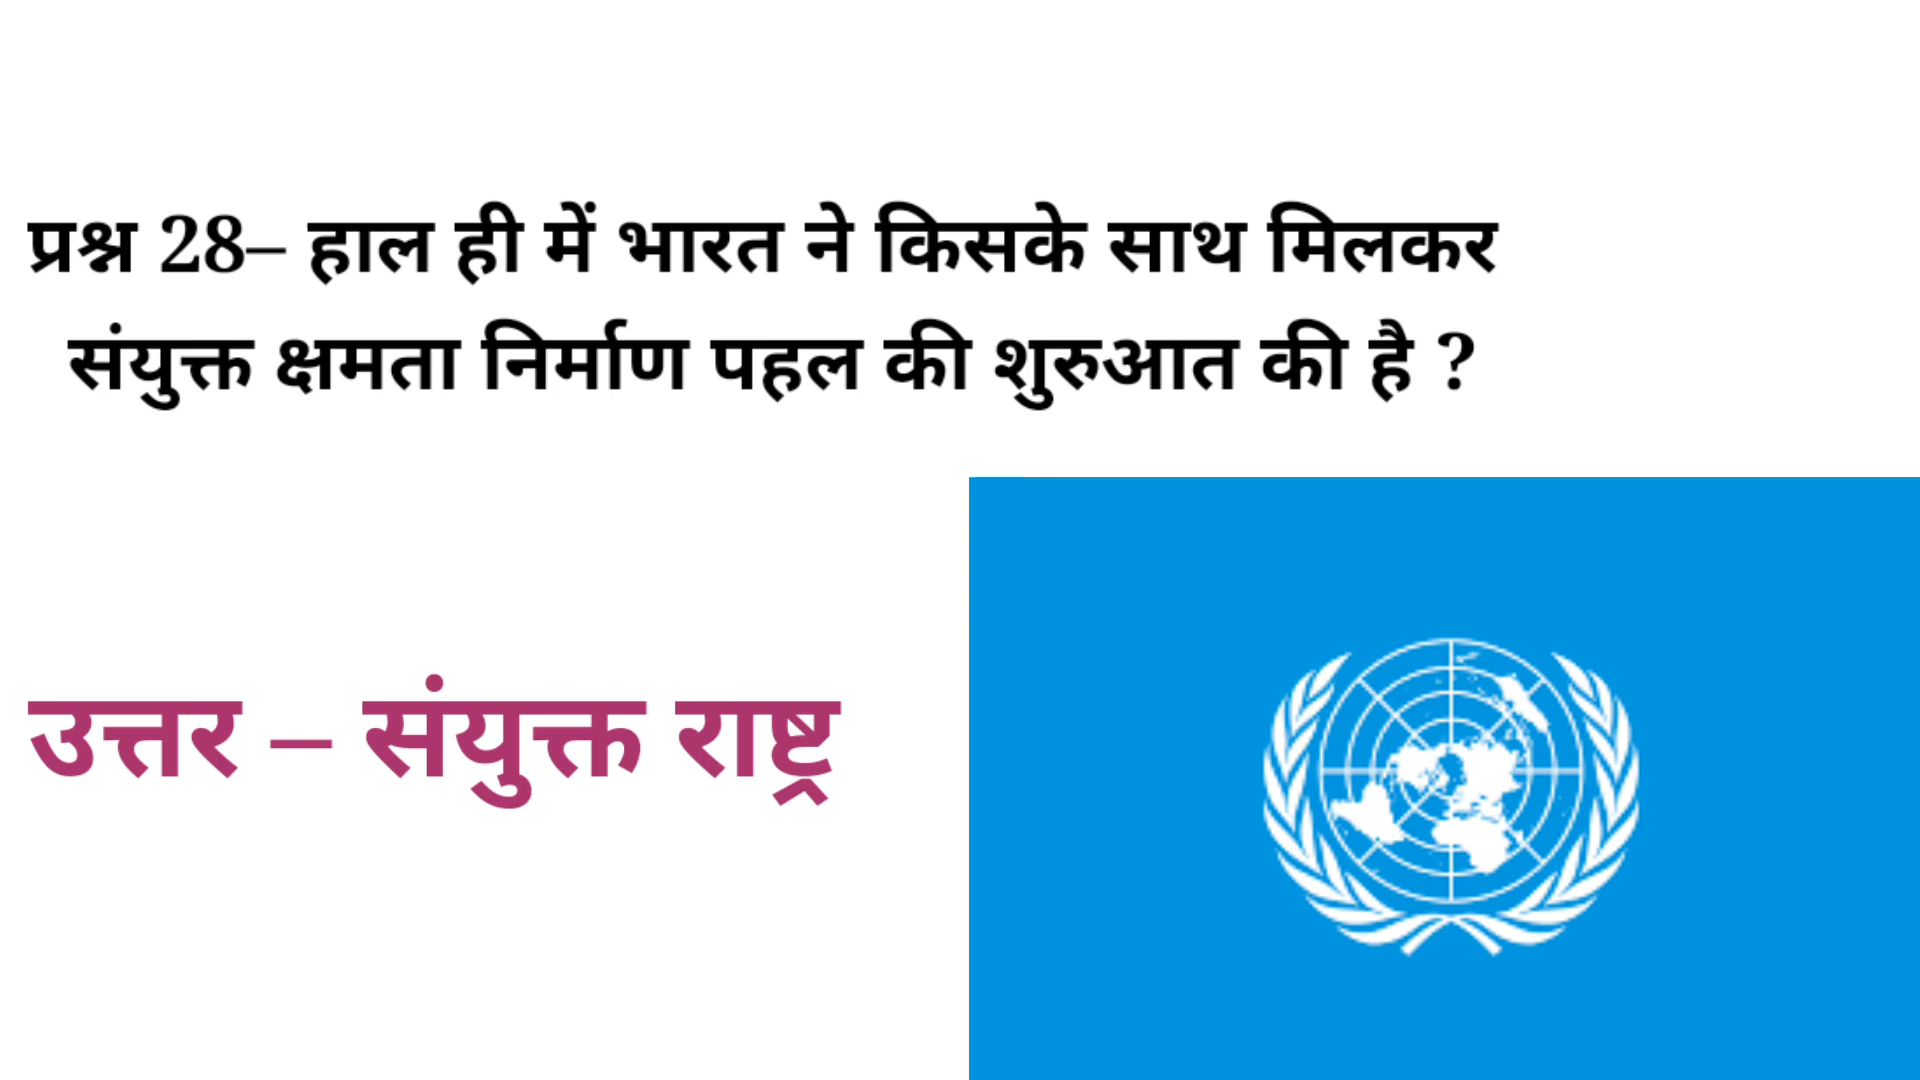 प्रश्न 28– हाल ही में भारत ने किसके साथ मिलकर
संयुक्त क्षमता निर्माण पहल की शुरुआत की है ?
उत्तर – संयुक्त राष्ट्र